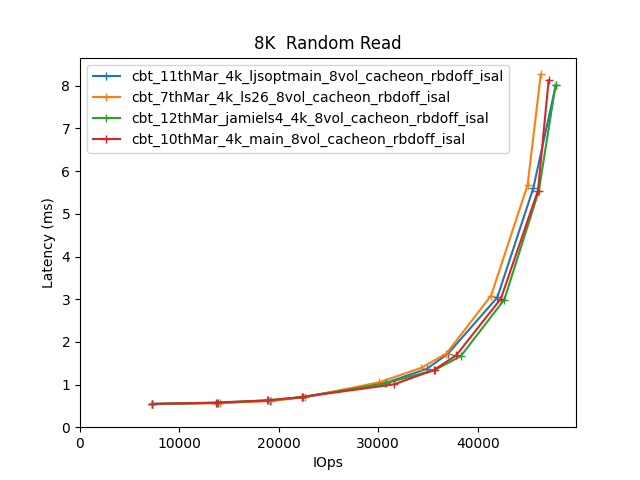 8K  Random Read
cbt_11thMar_4k_ljsoptmain_8vol_cacheon_rbdoff_isal
cbt_7thMar_4k_ls26_8vol_cacheon_rbdoff_isal
cbt_12thMar_jamiels4_4k_8vol_cacheon_rbdoff_isal
cbt_10thMar_4k_main_8vol_cacheon_rbdoff_isal
8
7
6
5
4
3
2
1
0
Latency (ms)
0 10000 20000 30000 40000
IOps